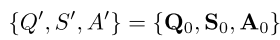 {Q′, S′, A′} = {𝐐₀, 𝐒₀, 𝐀₀}